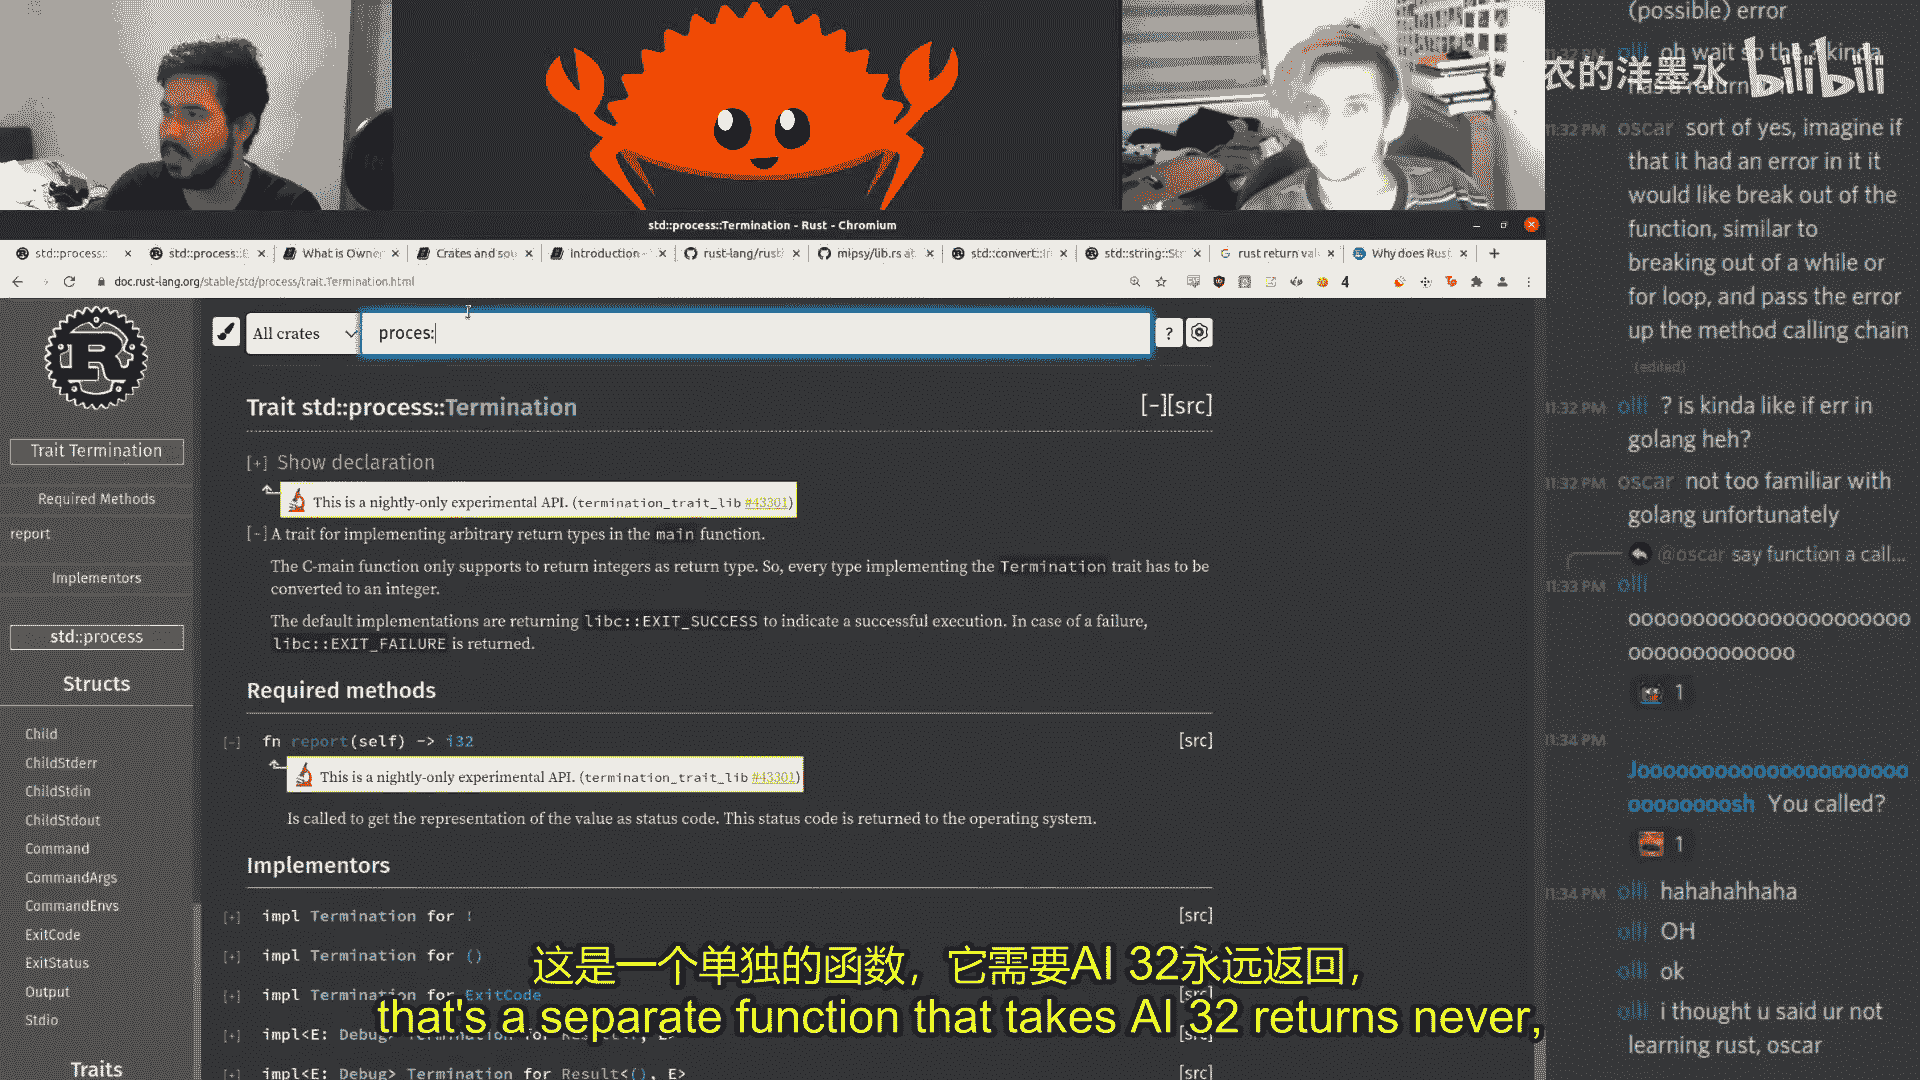 std::process::Termination - Rust - Chromium
std::process::
std::process::E
What is Owner
Crates and sou
Introduction -
rust-lang/rust
mipsy/lib.rs at
std::convert::I
std::string::Str
rust return val
Why does Rust
doc.rust-lang.org/stable/std/process/trait.Termination.html
4
All crates
proces:
?
Trait std::process::Termination
[-][src]
[+] Show declaration
This is a nightly-only experimental API. (termination_trait_lib #43301)
[-] A trait for implementing arbitrary return types in the main function.
The C-main function only supports to return integers as return type. So, every type implementing the Termination trait has to be
converted to an integer.
The default implementations are returning libc::EXIT_SUCCESS to indicate a successful execution. In case of a failure,
libc::EXIT_FAILURE is returned.
Required methods
[-] fn report(self) -> i32
[src]
This is a nightly-only experimental API. (termination_trait_lib #43301)
Is called to get the representation of the value as status code. This status code is returned to the operating system.
Implementors
[+] impl Termination for !
[src]
[+] impl Termination for ()
[+] impl Termination for ExitCode
[src]
[+] impl<E: Debug> Termination for Result<!, E>
[+] impl<E: Debug> Termination for Result<(), E>
[src]
Trait Termination
Required Methods
report
Implementors
std::process
Structs
Child
ChildStderr
ChildStdin
ChildStdout
Command
CommandArgs
CommandEnvs
ExitCode
ExitStatus
Output
Stdio
Traits
这是一个单独的函数，它需要AI 32永远返回，
that's a separate function that takes AI 32 returns never,
农的洋墨水 bilibili
(possible) error
11:32 PM olli oh wait so the ? kinda
has a return
11:32 PM oscar sort of yes, imagine if
that it had an error in it it
would like break out of the
function, similar to
breaking out of a while or
for loop, and pass the error
up the method calling chain
(edited)
11:32 PM olli ? is kinda like if err in
golang heh?
11:32 PM oscar not too familiar with
golang unfortunately
@oscar say function a call...
11:33 PM olli
oooooooooooooooooooooo
ooooooooooooo
1
11:34 PM
Joooooooooooooooooooooo
oooooooosh You called?
1
11:34 PM olli hahahahhaha
olli OH
olli ok
olli i thought u said ur not
learning rust, oscar